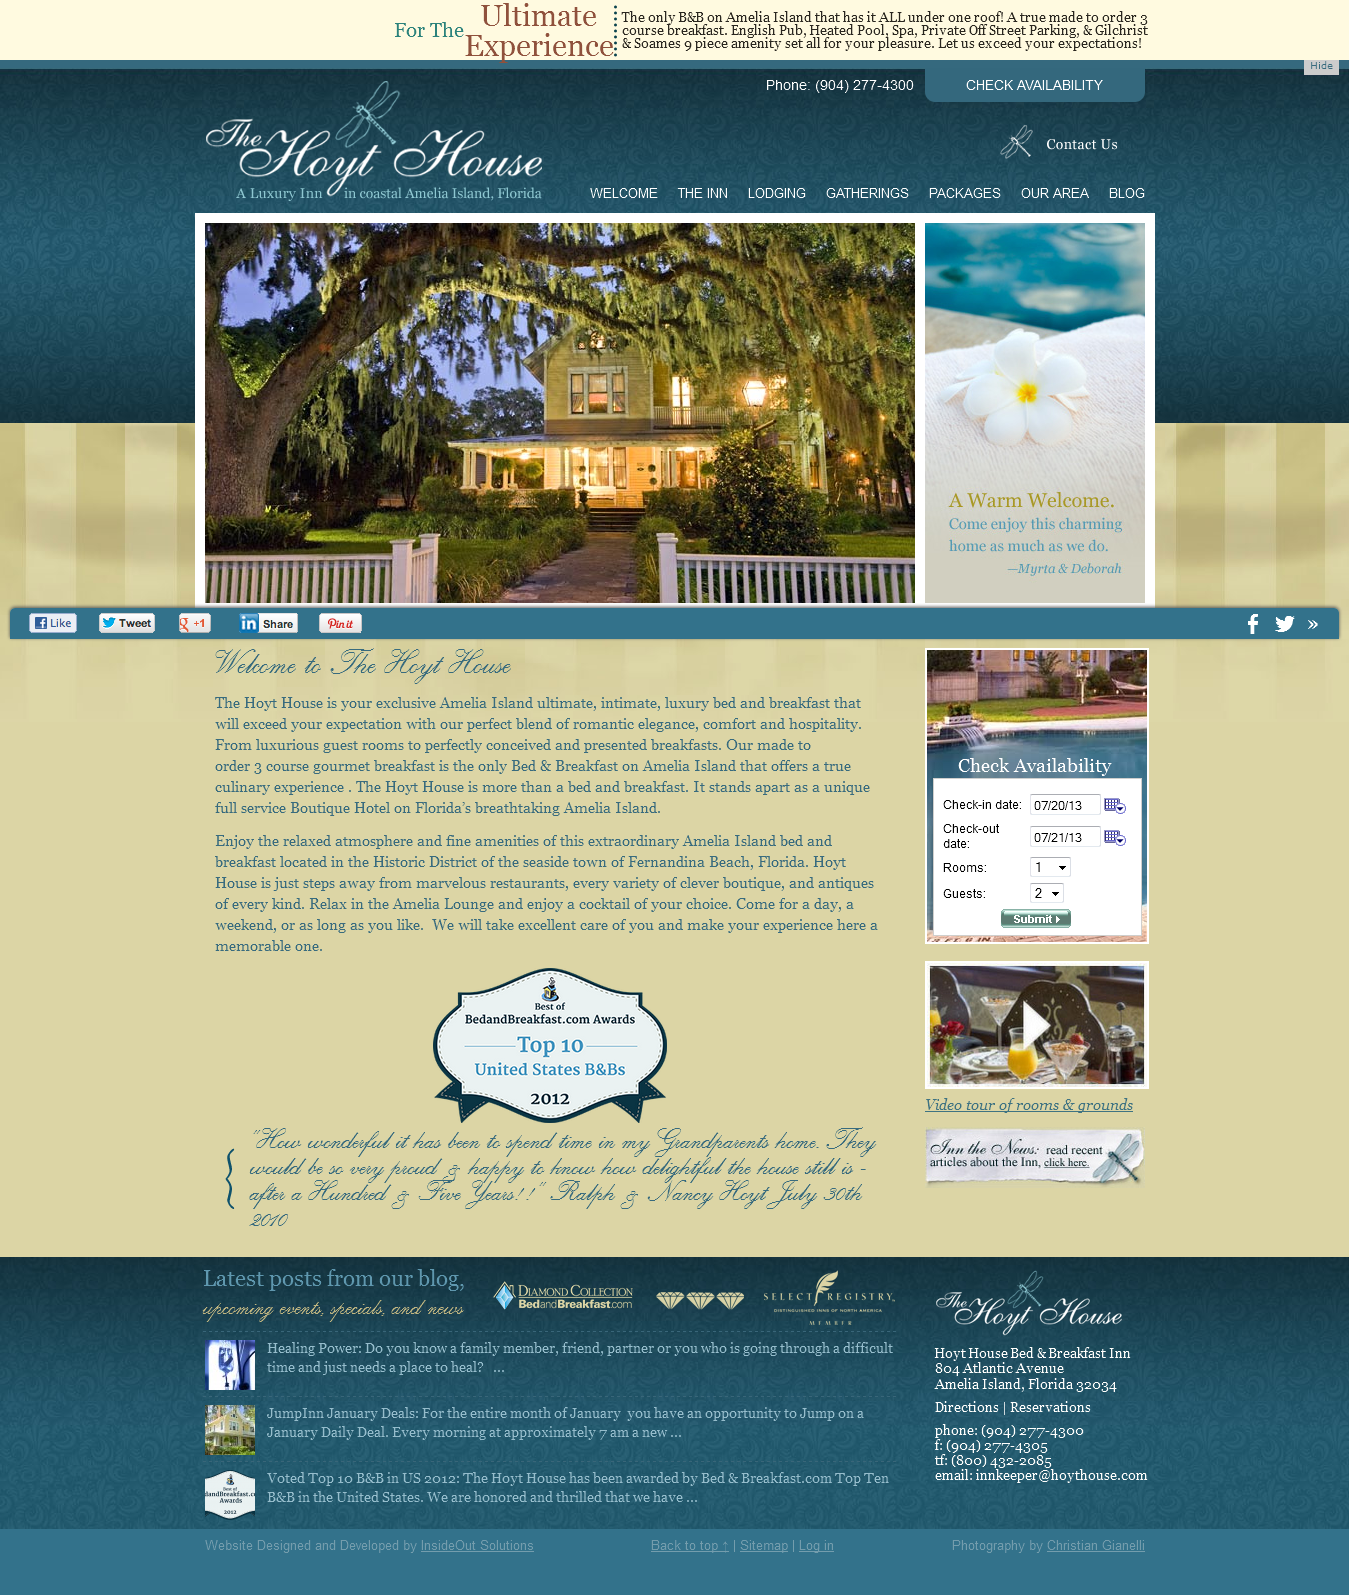 For The
Ultimate
Experience
The only B&B on Amelia Island that has it ALL under one roof! A true made to order 3
course breakfast. English Pub, Heated Pool, Spa, Private Off Street Parking, & Gilchrist
& Soames 9 piece amenity set all for your pleasure. Let us exceed your expectations!
Hide
Phone: (904) 277-4300
CHECK AVAILABILITY
The Hoyt House
A Luxury Inn in coastal Amelia Island, Florida
Contact Us
WELCOME THE INN LODGING GATHERINGS PACKAGES OUR AREA BLOG
A Warm Welcome.
Come enjoy this charming
home as much as we do.
—Myrta & Deborah
Like Tweet +1 Share Pin it
Welcome to The Hoyt House
The Hoyt House is your exclusive Amelia Island ultimate, intimate, luxury bed and breakfast that
will exceed your expectation with our perfect blend of romantic elegance, comfort and hospitality.
From luxurious guest rooms to perfectly conceived and presented breakfasts. Our made to
order 3 course gourmet breakfast is the only Bed & Breakfast on Amelia Island that offers a true
culinary experience . The Hoyt House is more than a bed and breakfast. It stands apart as a unique
full service Boutique Hotel on Florida's breathtaking Amelia Island.
Enjoy the relaxed atmosphere and fine amenities of this extraordinary Amelia Island bed and
breakfast located in the Historic District of the seaside town of Fernandina Beach, Florida. Hoyt
House is just steps away from marvelous restaurants, every variety of clever boutique, and antiques
of every kind. Relax in the Amelia Lounge and enjoy a cocktail of your choice. Come for a day, a
weekend, or as long as you like.  We will take excellent care of you and make your experience here a
memorable one.
Best of
BedandBreakfast.com Awards
Top 10
United States B&Bs
2012
"How wonderful it has been to spend time in my Grandparents home. They
would be so very proud & happy to know how delightful the house still is -
after a Hundred & Five Years!!" Ralph & Nancy Hoyt July 30th
2010
Check Availability
Check-in date: 07/20/13
Check-out
date: 07/21/13
Rooms: 1
Guests: 2
Submit
Video tour of rooms & grounds
Inn the News: read recent
articles about the Inn, click here.
Latest posts from our blog,
upcoming events, specials, and news
DIAMOND COLLECTION
BedandBreakfast.com
SELECT REGISTRY
DISTINGUISHED INNS OF NORTH AMERICA
MEMBER
Healing Power: Do you know a family member, friend, partner or you who is going through a difficult
time and just needs a place to heal?   ...
JumpInn January Deals: For the entire month of January  you have an opportunity to Jump on a
January Daily Deal. Every morning at approximately 7 am a new ...
Best of
Awards
2012
Voted Top 10 B&B in US 2012: The Hoyt House has been awarded by Bed & Breakfast.com Top Ten
B&B in the United States. We are honored and thrilled that we have ...
The Hoyt House
Hoyt House Bed & Breakfast Inn
804 Atlantic Avenue
Amelia Island, Florida 32034
Directions | Reservations
phone: (904) 277-4300
f: (904) 277-4305
tf: (800) 432-2085
email: innkeeper@hoythouse.com
Website Designed and Developed by InsideOut Solutions
Back to top ↑ | Sitemap | Log in
Photography by Christian Gianelli